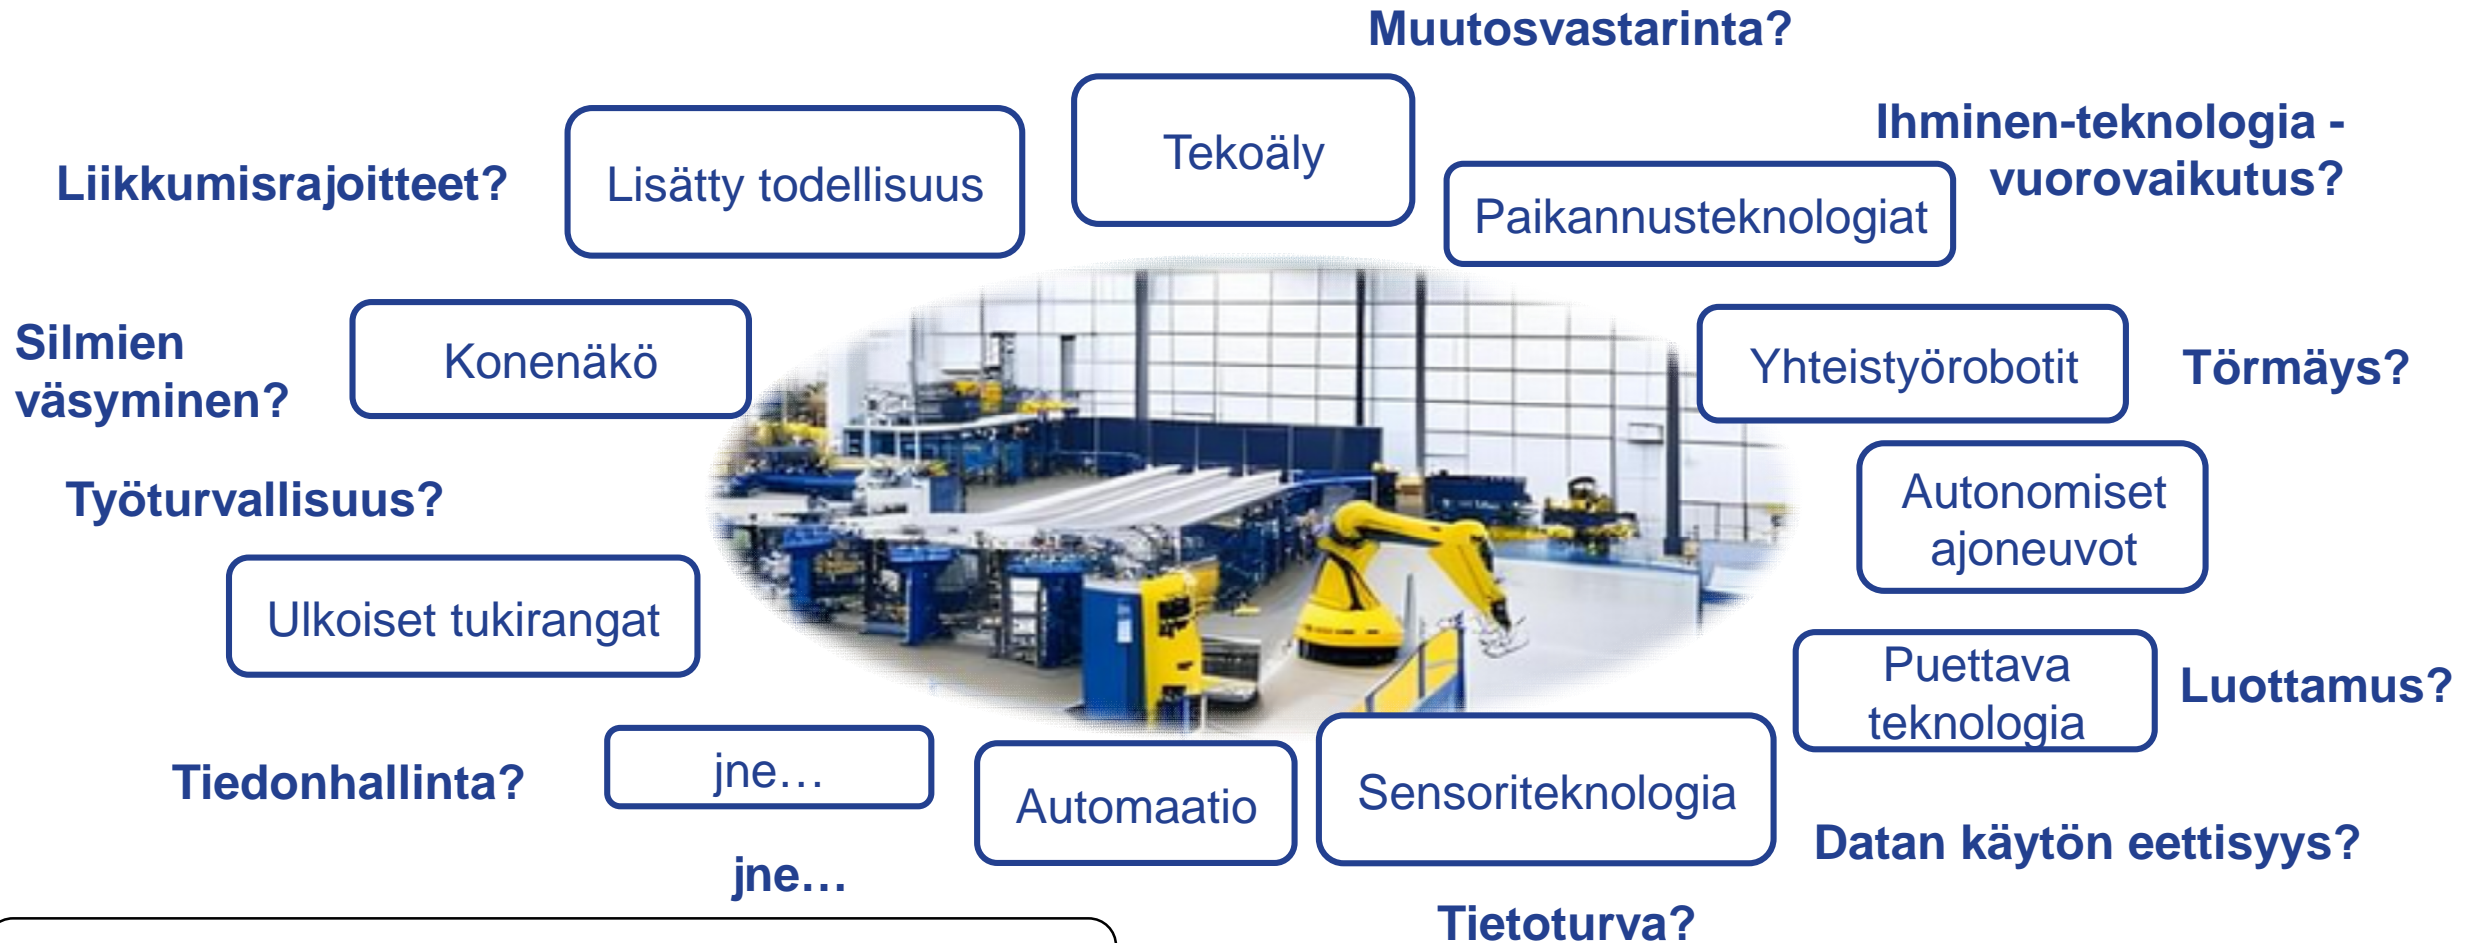 Muutosvastarinta?
Tekoäly
Ihminen-teknologia -
vuorovaikutus?
Liikkumisrajoitteet?
Lisätty todellisuus
Paikannusteknologiat
Silmien
väsyminen?
Konenäkö
Yhteistyörobotit
Törmäys?
Työturvallisuus?
Autonomiset
ajoneuvot
Ulkoiset tukirangat
Puettava
teknologia
Luottamus?
Tiedonhallinta?
jne…
Automaatio
Sensoriteknologia
Datan käytön eettisyys?
jne…
Tietoturva?